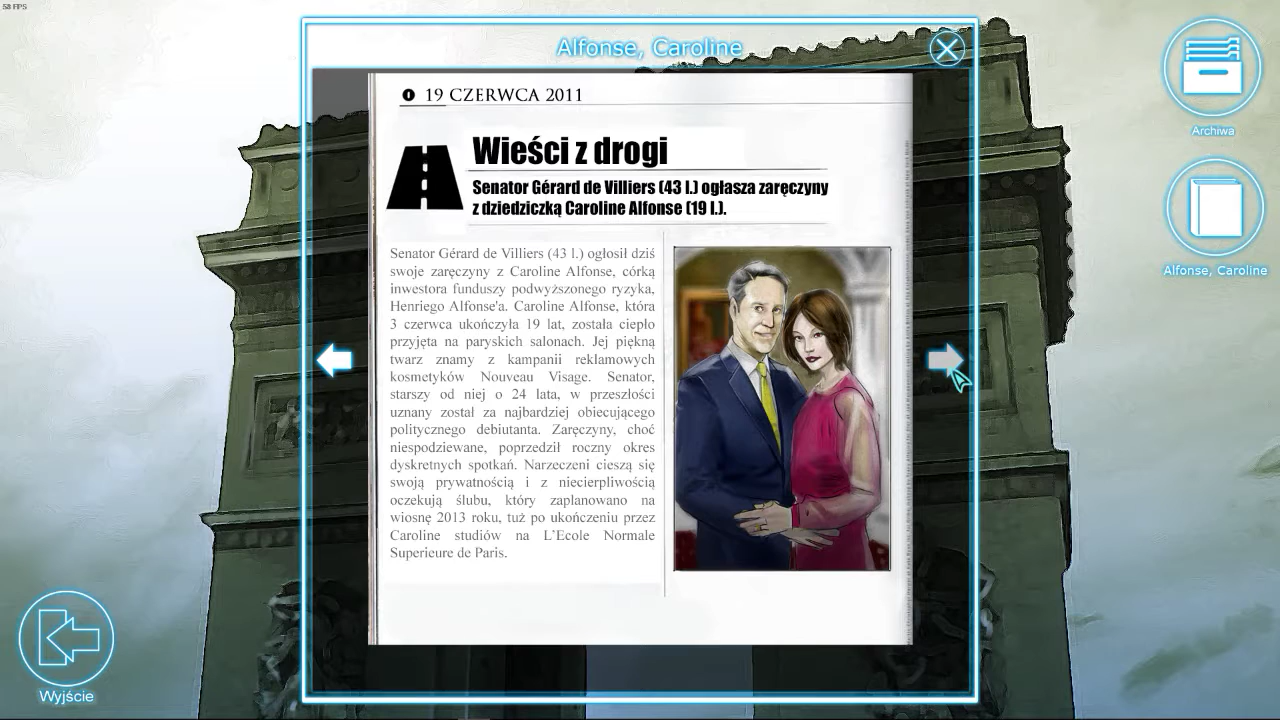 58 FPS
Alfonse, Caroline
Archiwa
Alfonse, Caroline
Wyjście
19 CZERWCA 2011
Wieści z drogi
Senator Gérard de Villiers (43 l.) ogłasza zaręczyny
z dziedziczką Caroline Alfonse (19 l.).
Senator Gérard de Villiers (43 l.) ogłosił dziś
swoje zaręczyny z Caroline Alfonse, córką
inwestora funduszy podwyższonego ryzyka,
Henriego Alfonse'a. Caroline Alfonse, która
3 czerwca ukończyła 19 lat, została ciepło
przyjęta na paryskich salonach. Jej piękną
twarz znamy z kampanii reklamowych
kosmetyków Nouveau Visage. Senator,
starszy od niej o 24 lata, w przeszłości
uznany został za najbardziej obiecującego
politycznego debiutanta. Zaręczyny, choć
niespodziewane, poprzedził roczny okres
dyskretnych spotkań. Narzeczeni cieszą się
swoją prywatnością i z niecierpliwością
oczekują ślubu, który zaplanowano na
wiosnę 2013 roku, tuż po ukończeniu przez
Caroline studiów na L'Ecole Normale
Superieure de Paris.